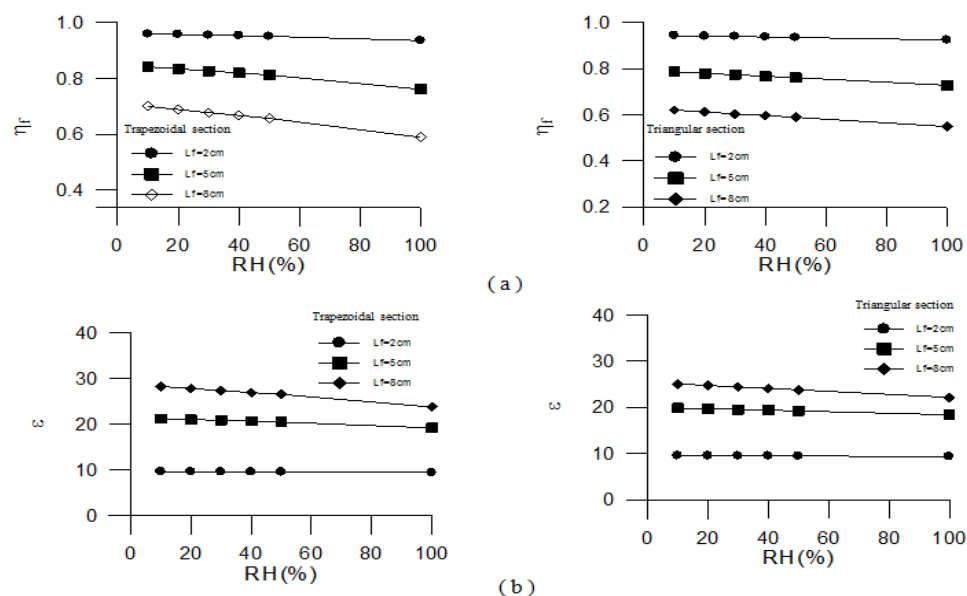 1.0
0.8
0.6
0.4
ηf
Trapezoidal section
Lf=2cm
Lf=5cm
Lf=8cm
0 20 40 60 80 100
RH(%)
1.0
0.8
0.6
0.4
0.2
ηf
Triangular section
Lf=2cm
Lf=5cm
Lf=8cm
0 20 40 60 80 100
RH(%)
(a)
40
30
20
10
0
ε
Trapezoidal section
Lf=2cm
Lf=5cm
Lf=8cm
0 20 40 60 80 100
RH(%)
40
30
20
10
0
ε
Triangular section
Lf=2cm
Lf=5cm
Lf=8cm
0 20 40 60 80 100
RH(%)
(b)